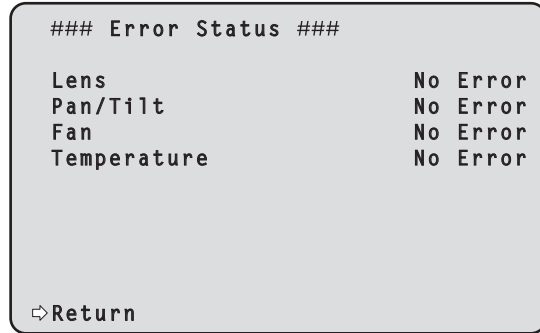 ### Error Status ###
Lens No Error
Pan/Tilt No Error
Fan No Error
Temperature No Error
⇨Return